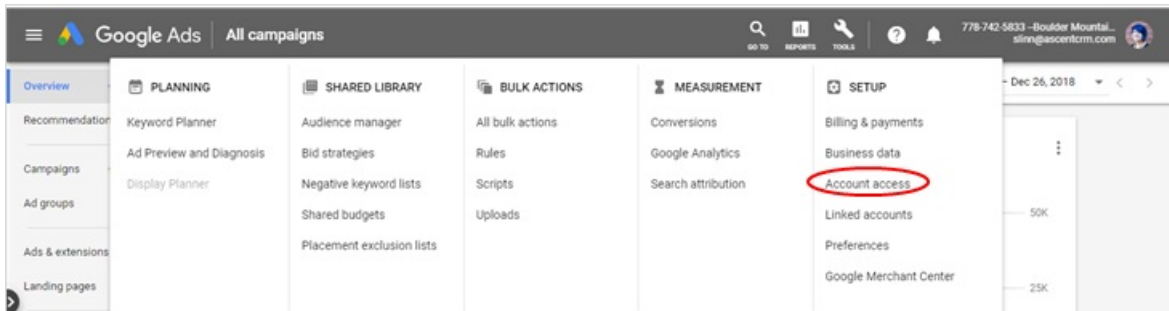 Google Ads All campaigns
GO TO
REPORTS
TOOLS
778-742-5833 –Boulder Mountai...
slinn@ascentcrm.com
Overview
Recommendation
Campaigns
Ad groups
Ads & extensions
Landing pages
PLANNING
Keyword Planner
Ad Preview and Diagnosis
Display Planner
SHARED LIBRARY
Audience manager
Bid strategies
Negative keyword lists
Shared budgets
Placement exclusion lists
BULK ACTIONS
All bulk actions
Rules
Scripts
Uploads
MEASUREMENT
Conversions
Google Analytics
Search attribution
SETUP
Billing & payments
Business data
Account access
Linked accounts
Preferences
Google Merchant Center
– Dec 26, 2018
50K
25K